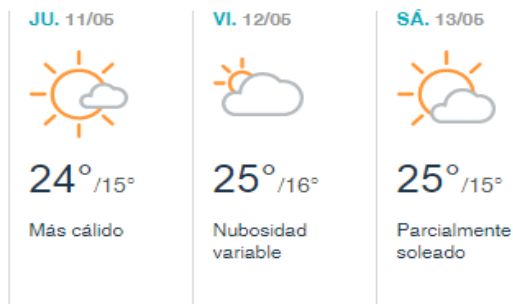 JU. 11/05
24°/15°
Más cálido
VI. 12/05
25°/16°
Nubosidad
variable
SÁ. 13/05
25°/15°
Parcialmente
soleado